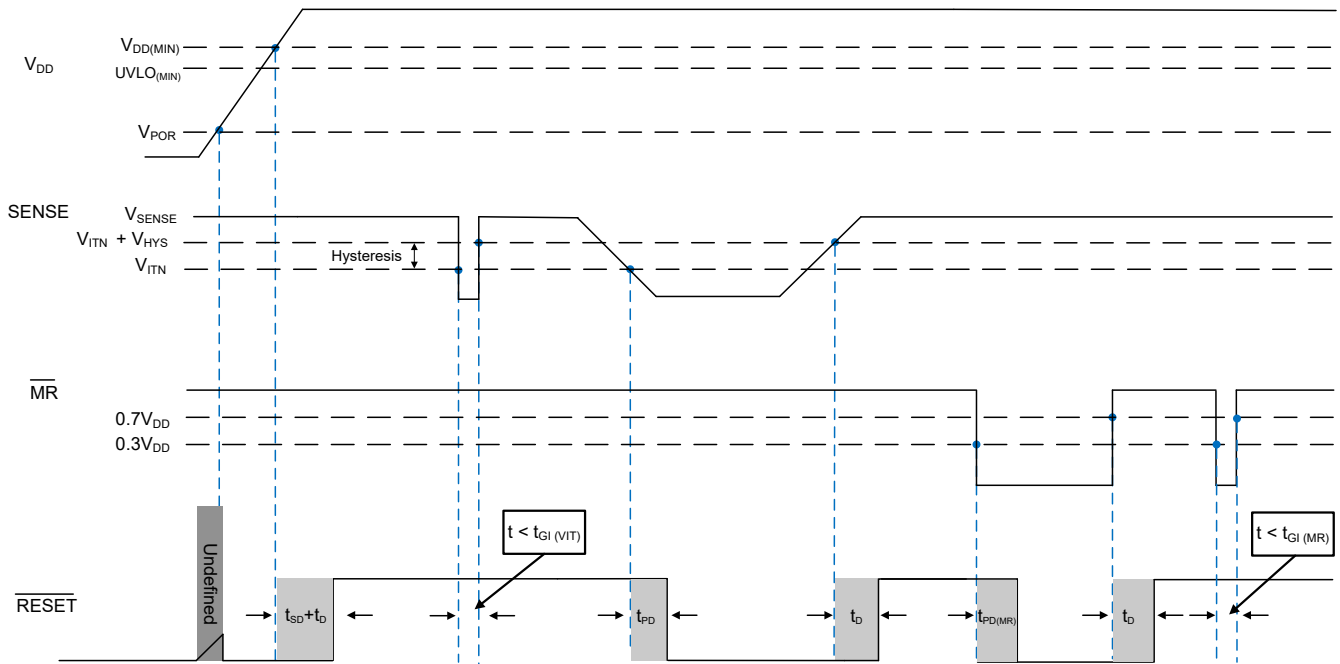 VDD
VDD(MIN)
UVLO(MIN)
VPOR
SENSE
VSENSE
VITN + VHYS
VITN
Hysteresis
MR
0.7VDD
0.3VDD
Undefined
t < tGI (VIT)
t < tGI (MR)
RESET
tSD+tD
tPD
tD
tPD(MR)
tD